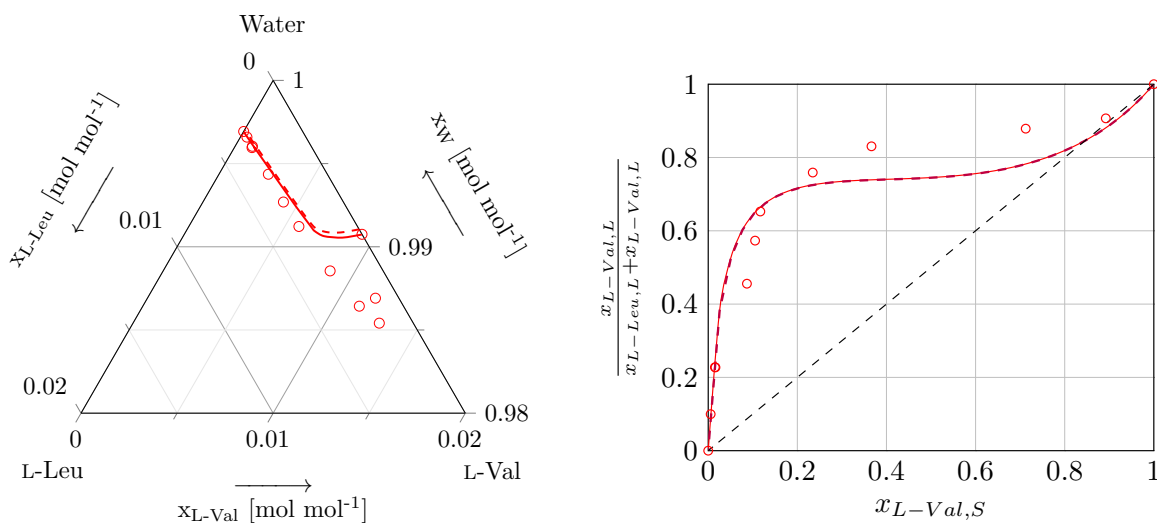 Water
0
1
x_L-Leu [mol mol⁻¹]
x_W [mol mol⁻¹]
0.01
0.99
0.02
0.98
0
0.01
0.02
L-Leu
L-Val
x_L-Val [mol mol⁻¹]
x_{L−Val,L}
x_{L−Leu,L}+x_{L−Val,L}
1
0.8
0.6
0.4
0.2
0
0
0.2
0.4
0.6
0.8
1
x_{L−Val,S}